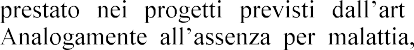 prestato nei progetti previsti dall'art
Analogamente all'assenza per malattia,